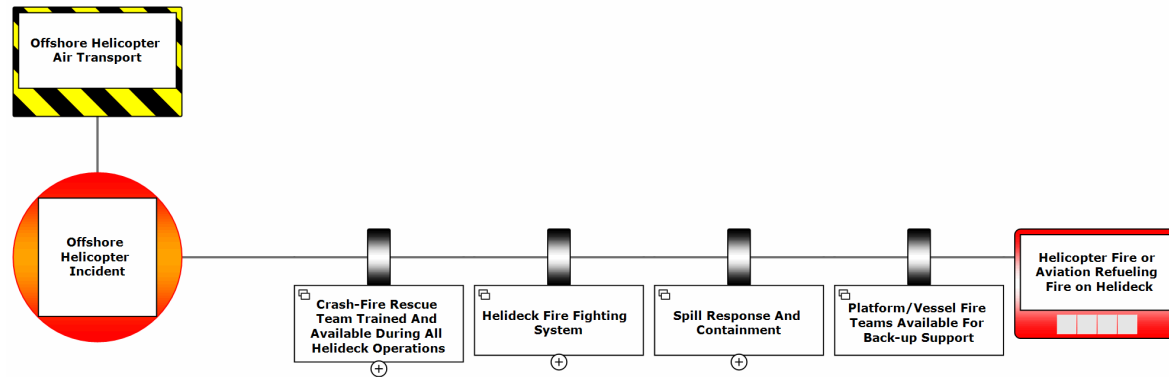 Offshore Helicopter
Air Transport
Offshore
Helicopter
Incident
Crash-Fire Rescue
Team Trained And
Available During All
Helideck Operations
Helideck Fire Fighting
System
Spill Response And
Containment
Platform/Vessel Fire
Teams Available For
Back-up Support
Helicopter Fire or
Aviation Refueling
Fire on Helideck